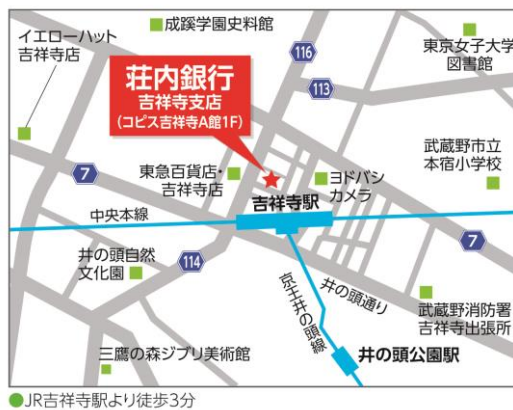 成蹊学園史料館
イエローハット
吉祥寺店
116
東京女子大学
図書館
荘内銀行
吉祥寺支店
(コピス吉祥寺A館1F)
113
武蔵野市立
本宿小学校
7
東急百貨店・
吉祥寺店
ヨドバシ
カメラ
吉祥寺駅
中央本線
7
井の頭自然
文化園
114
京王井の頭線
井の頭通り
武蔵野消防署
吉祥寺出張所
三鷹の森ジブリ美術館
井の頭公園駅
●JR吉祥寺駅より徒歩3分